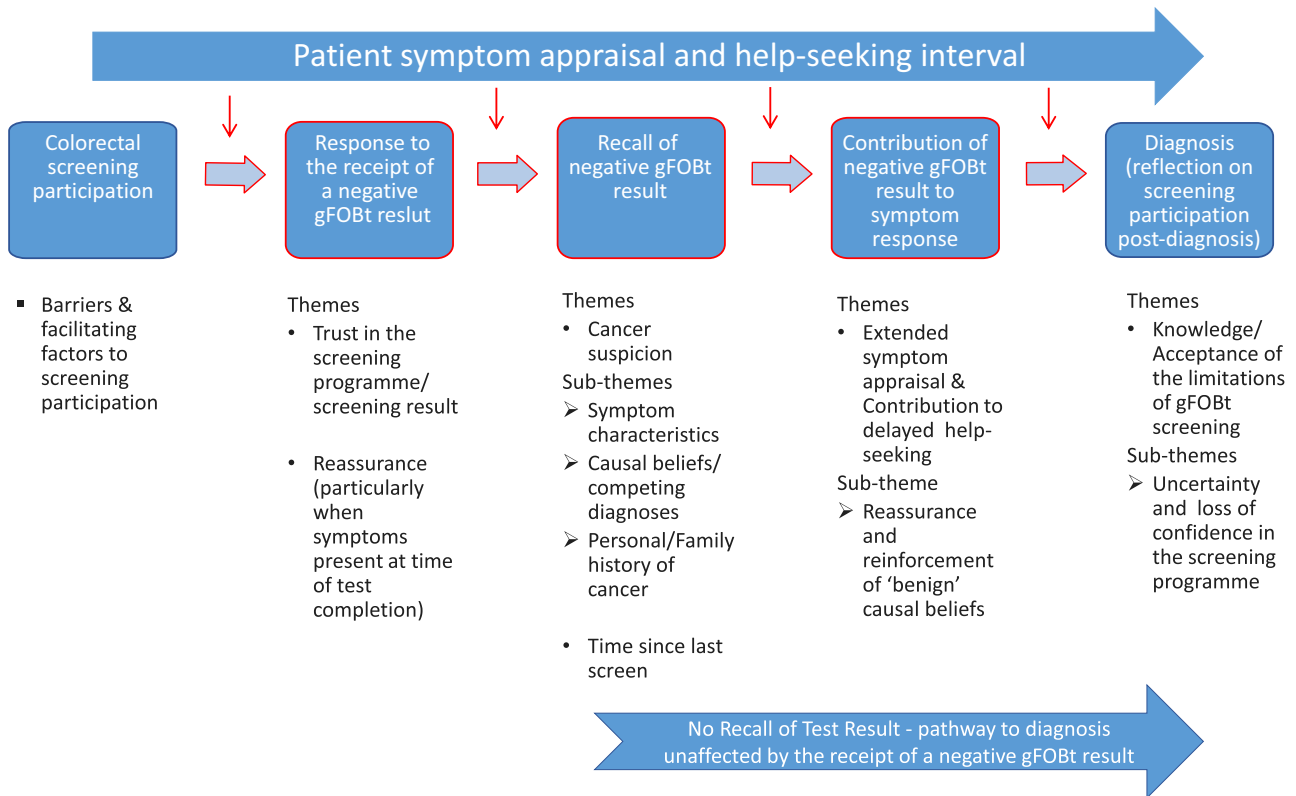 Patient symptom appraisal and help-seeking interval
Colorectal
screening
participation
Response to
the receipt of
a negative
gFOBt reslut
Recall of
negative gFOBt
result
Contribution of
negative gFOBt
result to
symptom
response
Diagnosis
(reflection on
screening
participation
post-diagnosis)
▪ Barriers &
facilitating
factors to
screening
participation
Themes
• Trust in the
screening
programme/
screening result
• Reassurance
(particularly
when
symptoms
present at time
of test
completion)
Themes
• Cancer
suspicion
Sub-themes
➢ Symptom
characteristics
➢ Causal beliefs/
competing
diagnoses
➢ Personal/Family
history of
cancer
• Time since last
screen
Themes
• Extended
symptom
appraisal &
Contribution to
delayed help-
seeking
Sub-theme
➢ Reassurance
and
reinforcement
of ‘benign’
causal beliefs
Themes
• Knowledge/
Acceptance of
the limitations
of gFOBt
screening
Sub-themes
➢ Uncertainty
and loss of
confidence in
the screening
programme
No Recall of Test Result - pathway to diagnosis
unaffected by the receipt of a negative gFOBt result